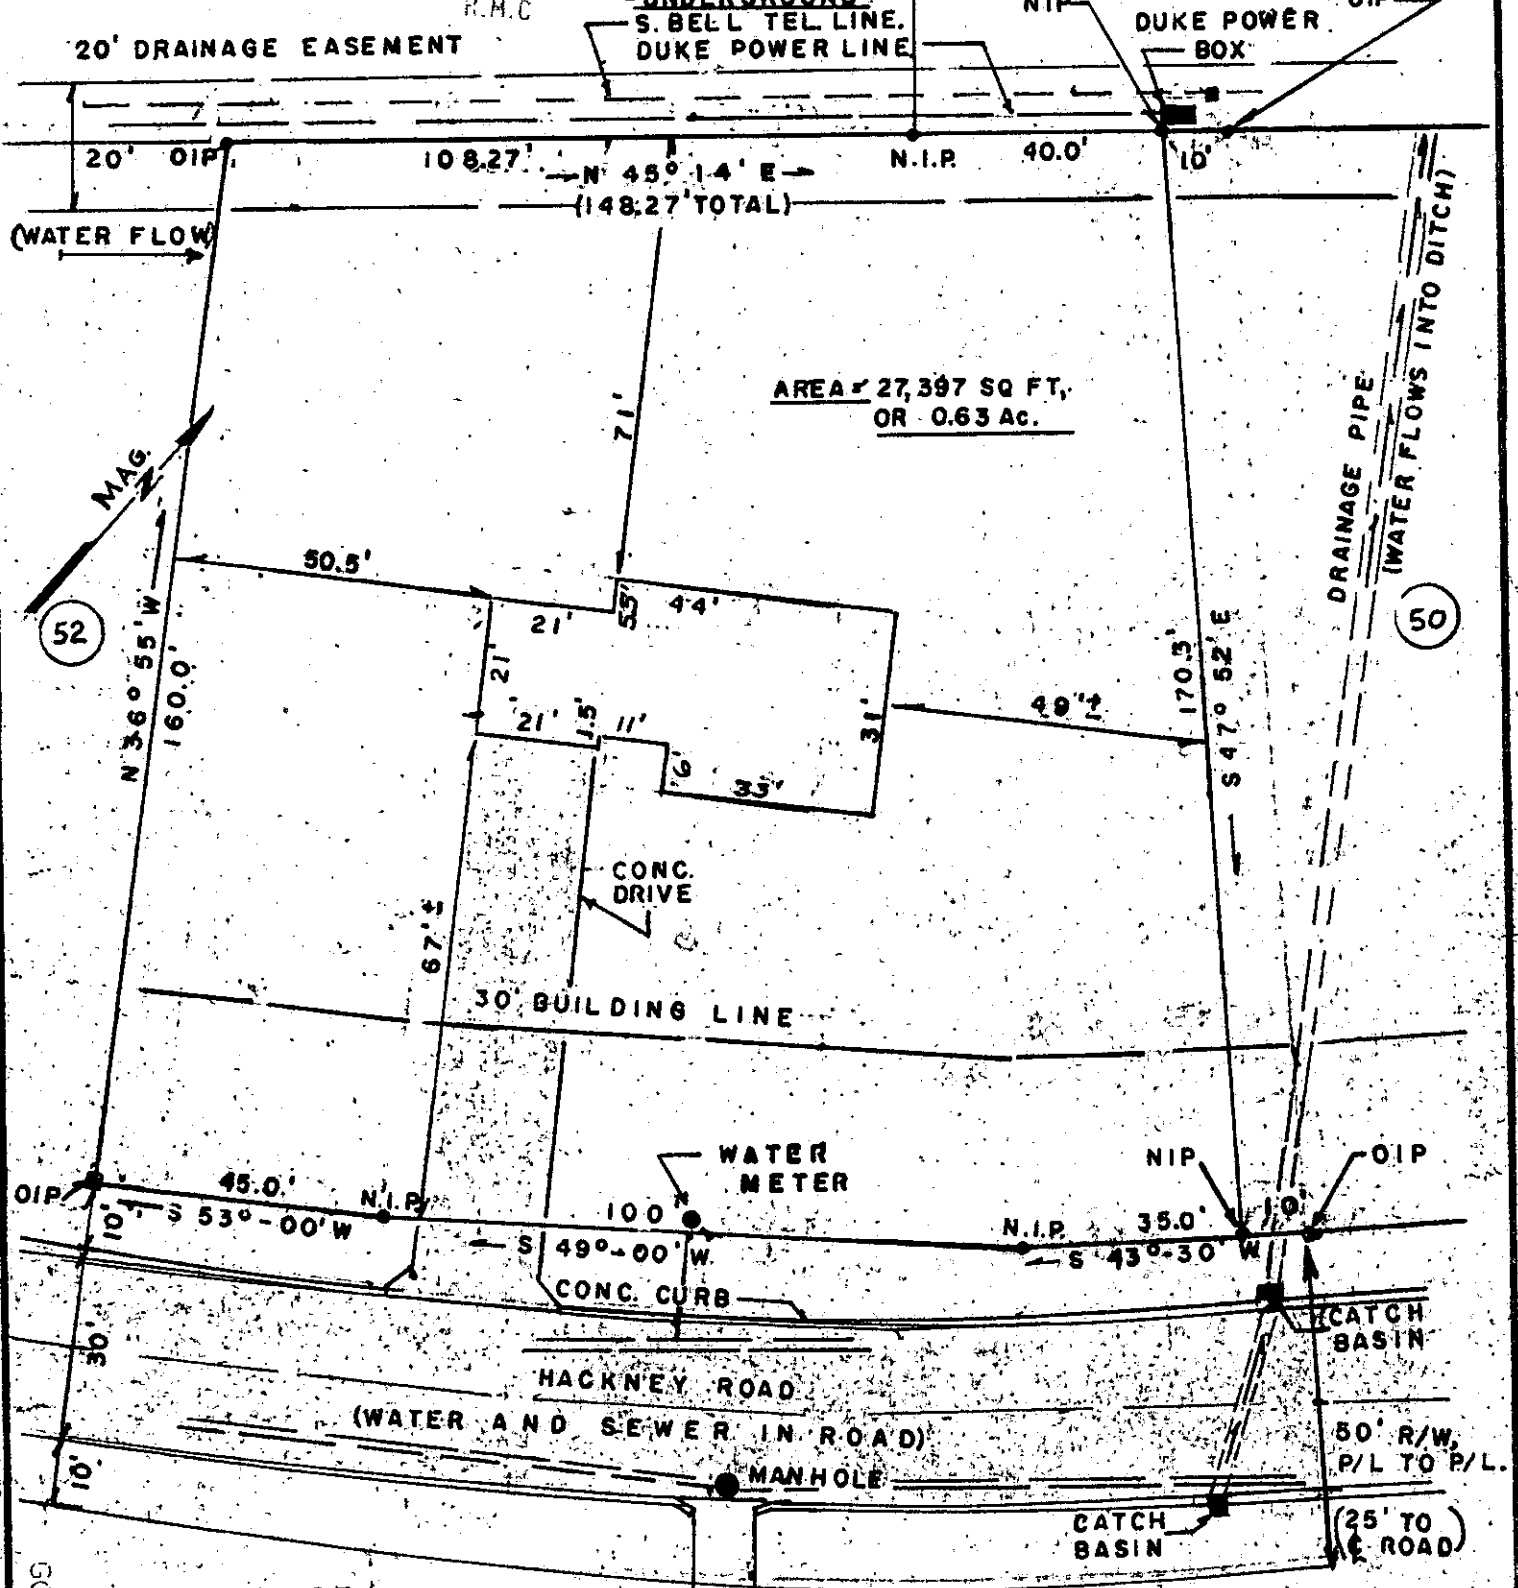 R.M.C
UNDERGROUND
S. BELL TEL. LINE.
DUKE POWER LINE
NIP
OIP
DUKE POWER
BOX
20' DRAINAGE EASEMENT
20'
OIP
108.27'
N 45° 14' E
(148.27' TOTAL)
N.I.P.
40.0'
10'
(WATER FLOW)
AREA = 27,397 SQ FT,
OR 0.63 Ac.
71'
MAG.
N
DRAINAGE PIPE
(WATER FLOWS INTO DITCH)
50.5'
21'
5.5'
44'
52
50
N 36° 55' W
160.0'
21'
21'
1.5'
11'
6'
33'
31'
49'±
170.3'
S 47° 52' E
CONC.
DRIVE
67'±
30' BUILDING LINE
WATER
METER
NIP
OIP
OIP
45.0'
N.I.P.
100
N.I.P.
35.0'
10'
10'
S 53°-00' W
S 49°-00' W
S 43°-30' W
CONC. CURB
CATCH
BASIN
30'
HACKNEY ROAD
(WATER AND SEWER IN ROAD)
50' R/W,
P/L TO P/L.
10'
MANHOLE
CATCH
BASIN
(25' TO
℄ ROAD)